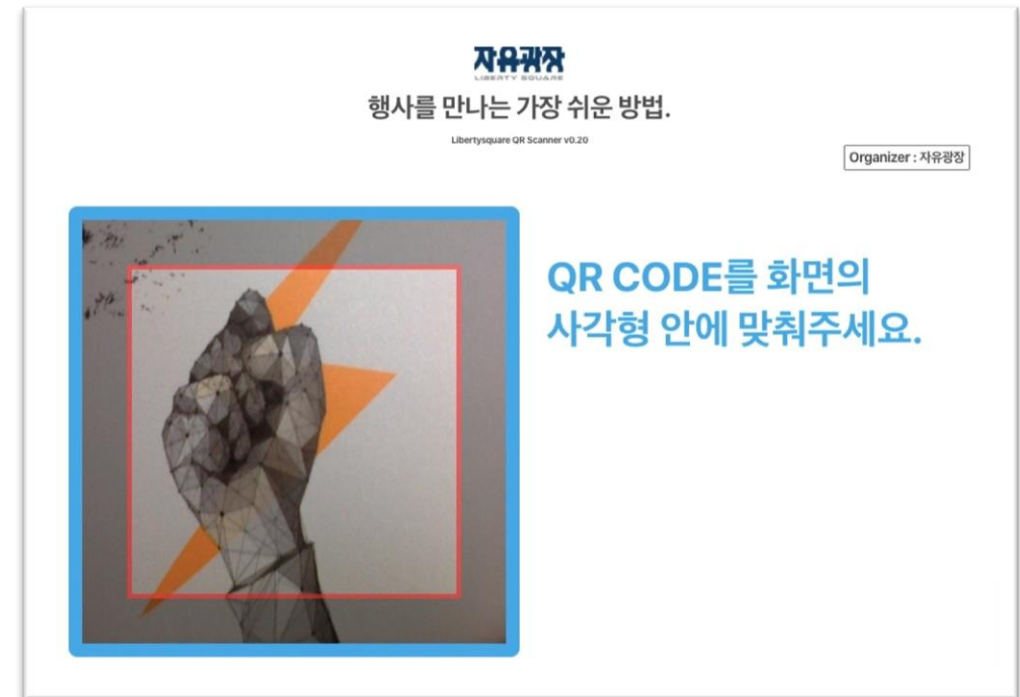 자유광장
LIBERTY SQUARE
행사를 만나는 가장 쉬운 방법.
Libertysquare QR Scanner v0.20
Organizer : 자유광장
QR CODE를 화면의
사각형 안에 맞춰주세요.